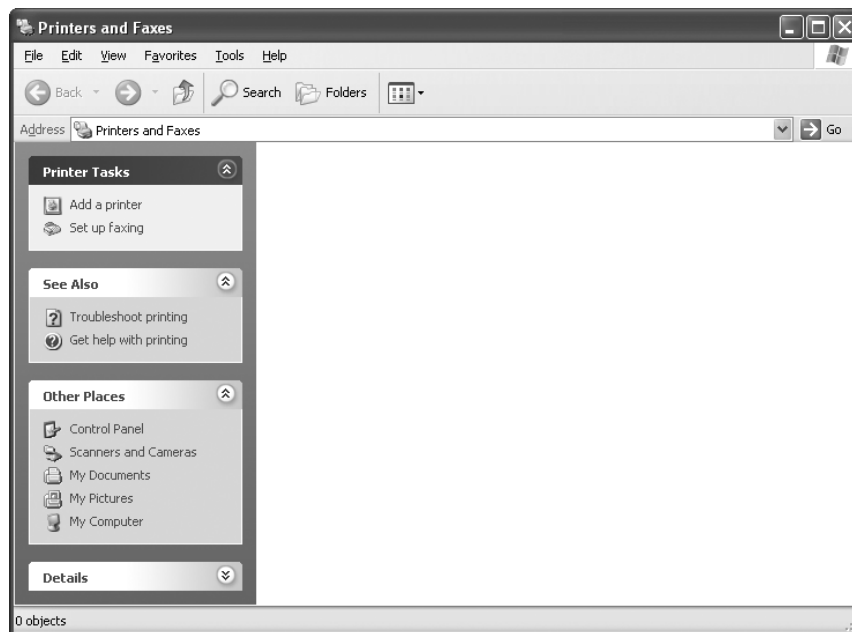 Printers and Faxes
File Edit View Favorites Tools Help
Back Search Folders
Address Printers and Faxes Go
Printer Tasks
Add a printer
Set up faxing
See Also
Troubleshoot printing
Get help with printing
Other Places
Control Panel
Scanners and Cameras
My Documents
My Pictures
My Computer
Details
0 objects